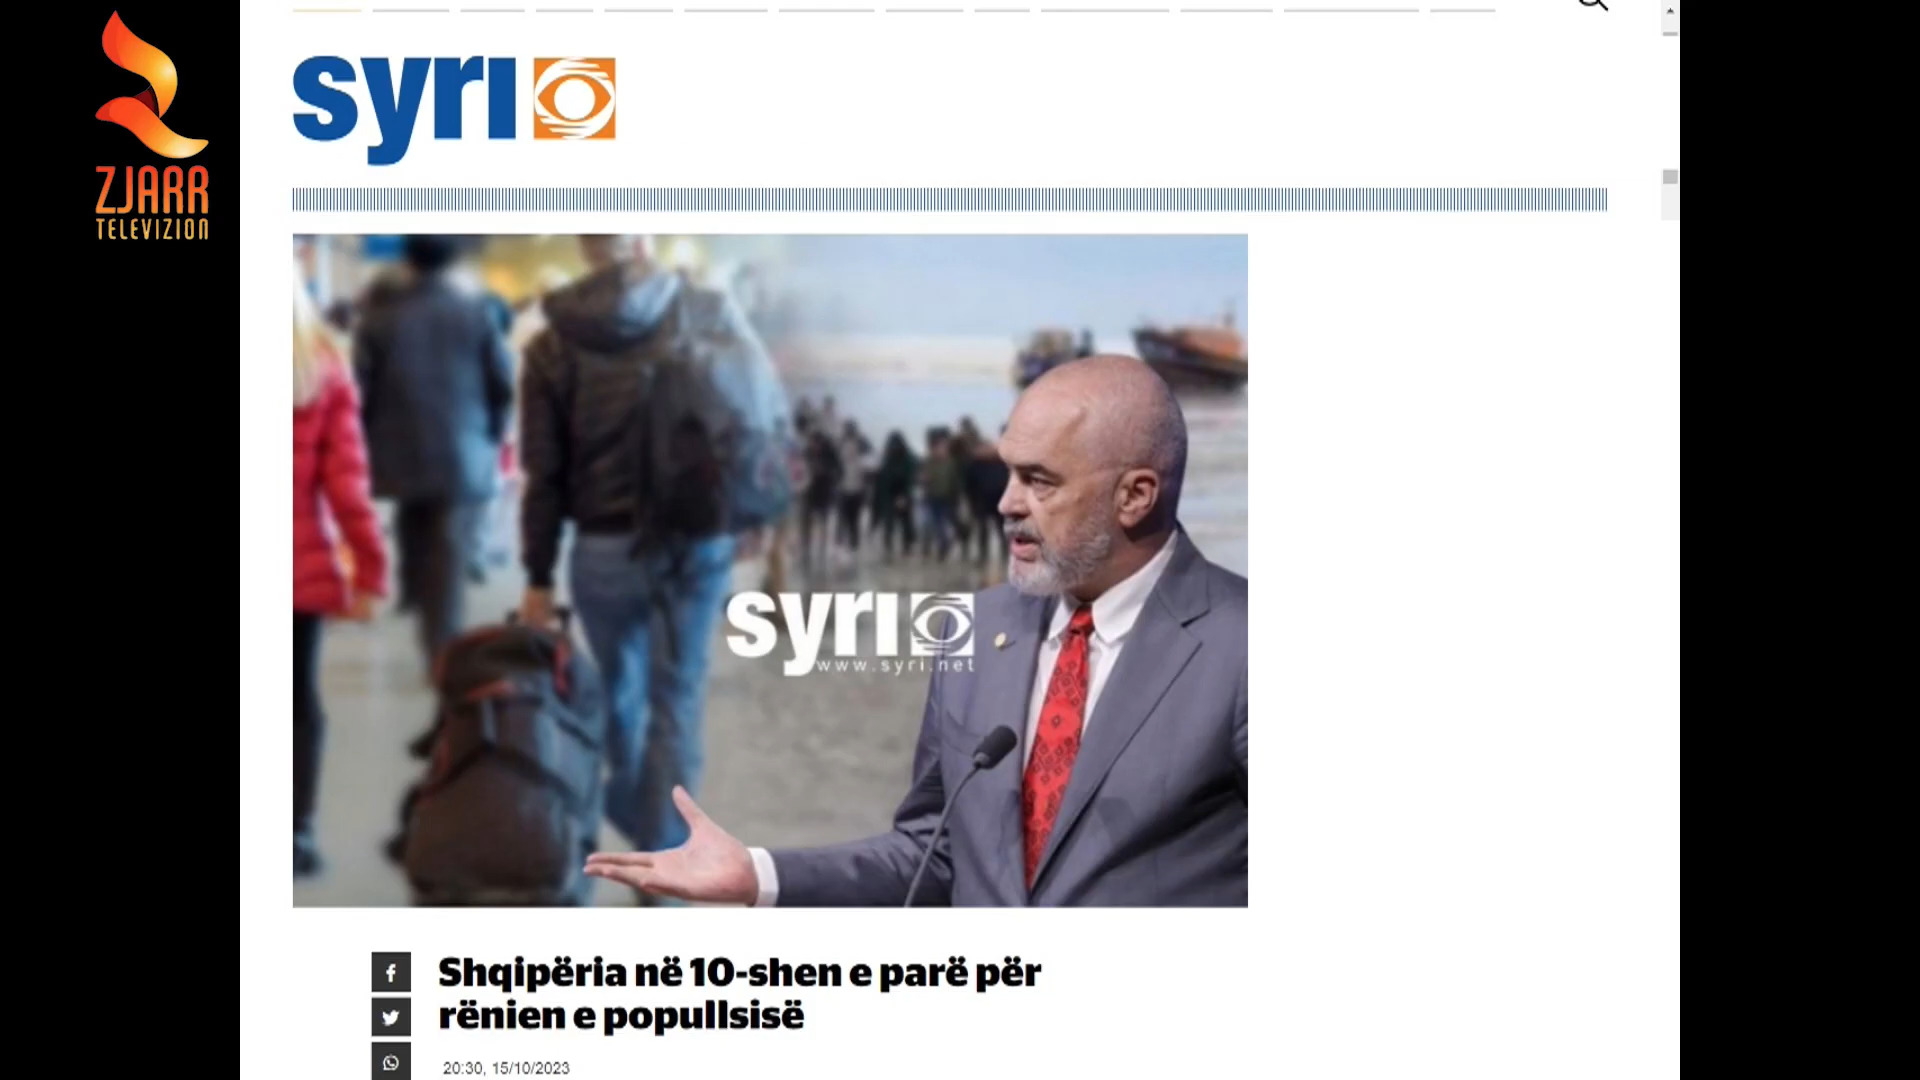 ZJARR
TELEVIZION
syri
syri
www.syri.net
Shqipëria në 10-shen e parë për
rënien e popullsisë
20:30, 15/10/2023